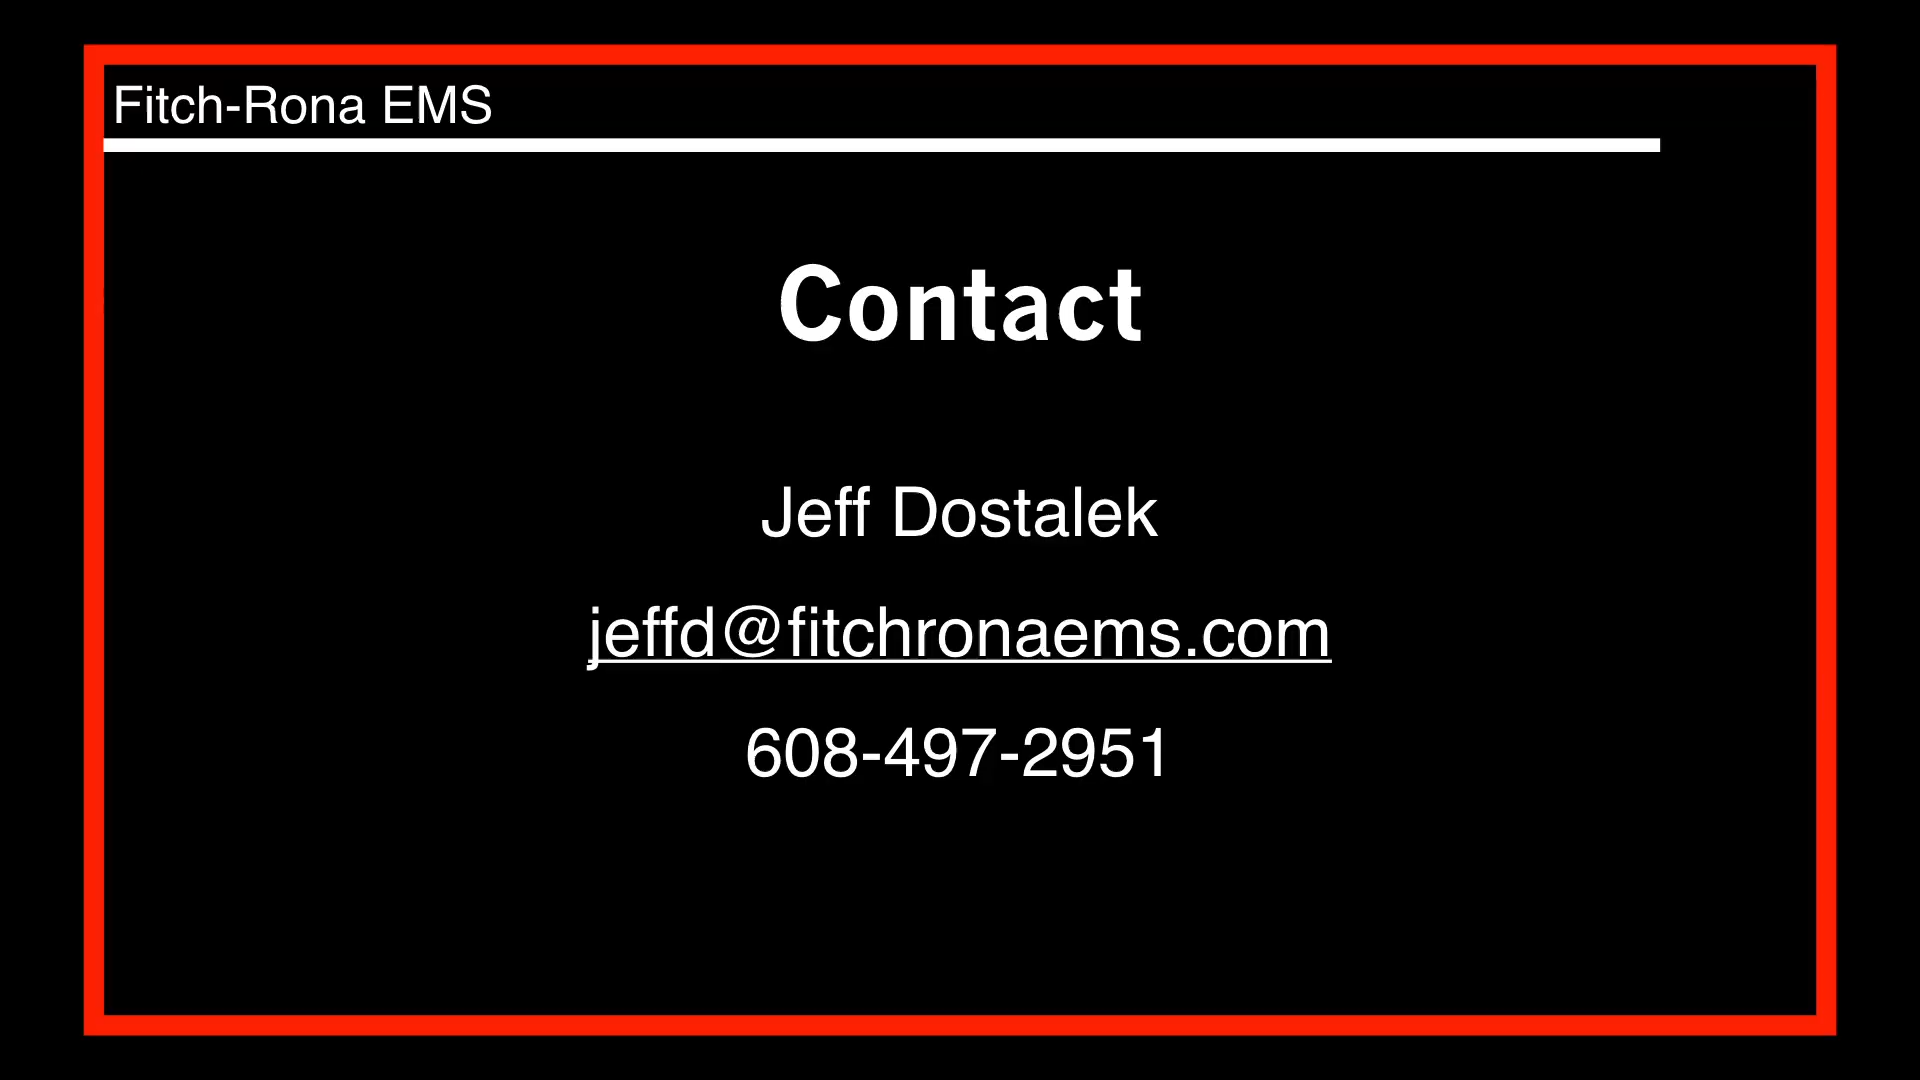 Fitch-Rona EMS
Contact
Jeff Dostalek
jeffd@fitchronaems.com
608-497-2951